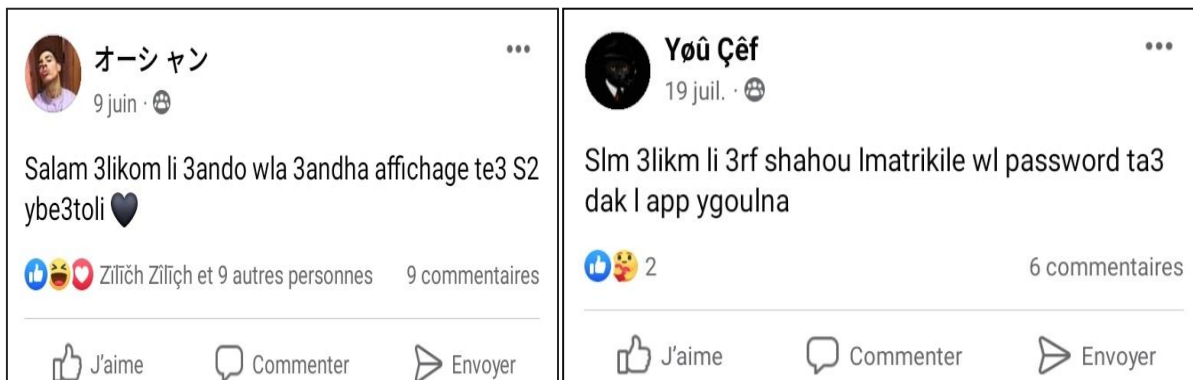 オーシ ャン
9 juin ·
Salam 3likom li 3ando wla 3andha affichage te3 S2
ybe3toli 🖤
Zïlïčh Zîlïçh et 9 autres personnes 9 commentaires
J'aime Commenter Envoyer
Yøû Çêf
19 juil. ·
Slm 3likm li 3rf shahou lmatrikile wl password ta3
dak l app ygoulna
2 6 commentaires
J'aime Commenter Envoyer